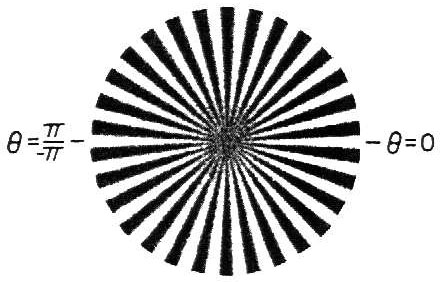 θ = π
-π
θ = 0